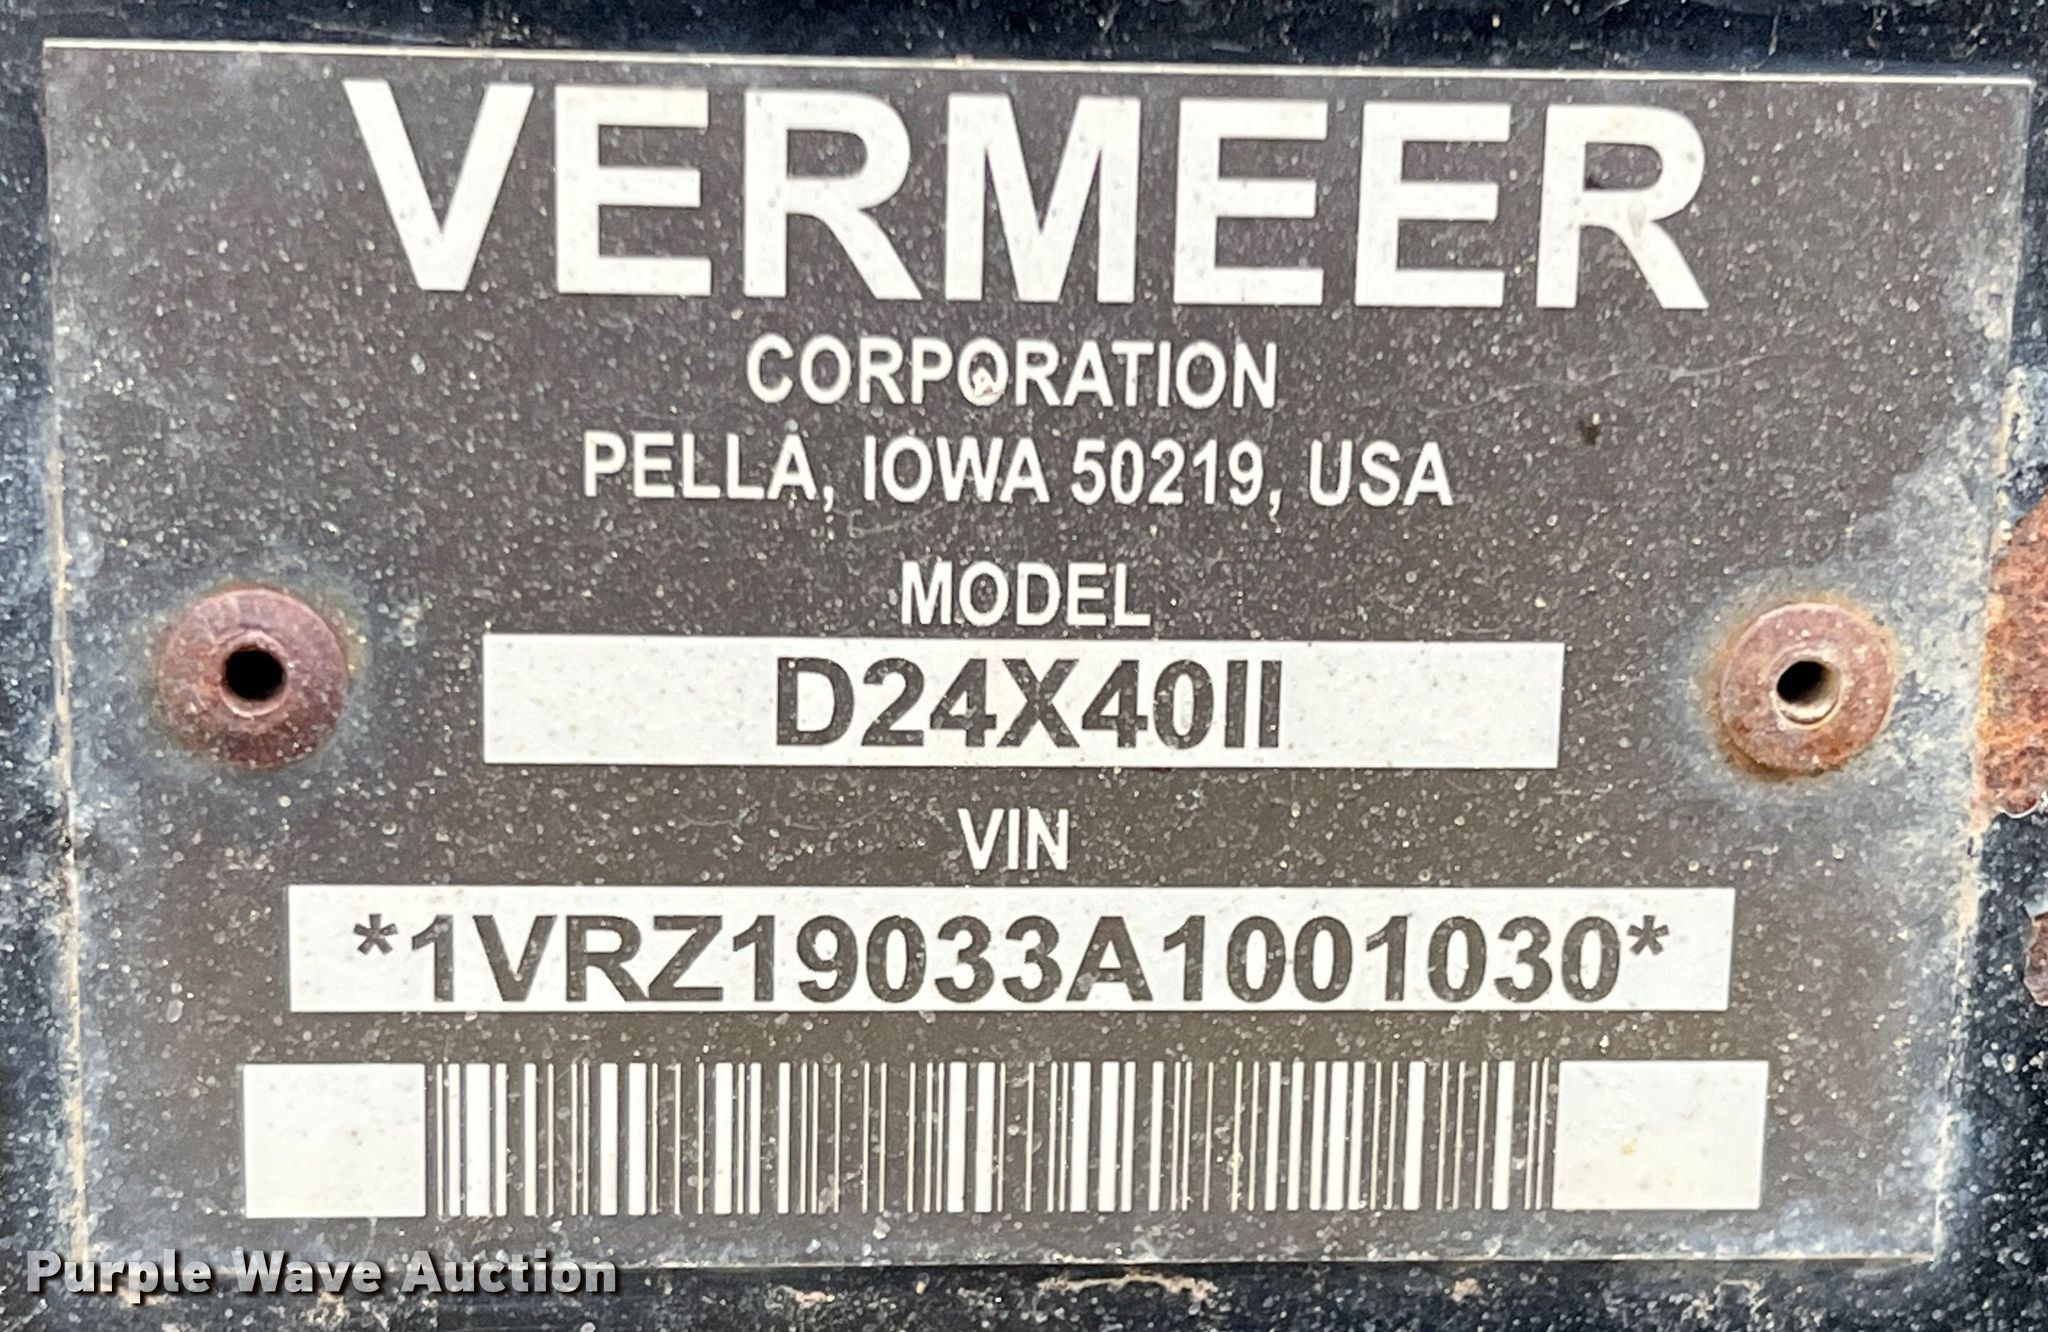 VERMEER
CORPORATION
PELLA, IOWA 50219, USA
MODEL
D24X40II
VIN
*1VRZ19033A1001030*
Purple Wave Auction